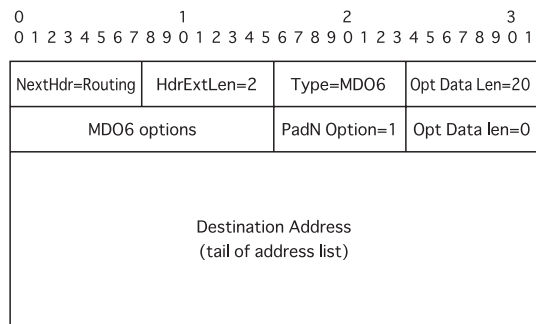 0 1 2 3
0 1 2 3 4 5 6 7 8 9 0 1 2 3 4 5 6 7 8 9 0 1 2 3 4 5 6 7 8 9 0 1
NextHdr=Routing HdrExtLen=2 Type=MDO6 Opt Data Len=20
MDO6 options PadN Option=1 Opt Data len=0
Destination Address
(tail of address list)